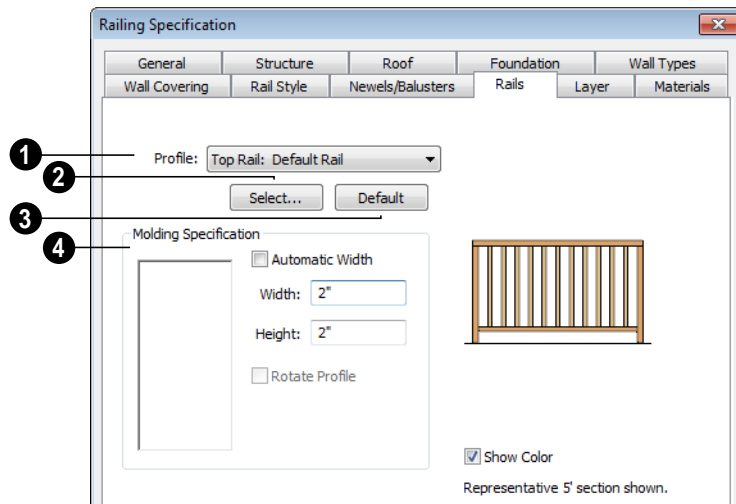 Railing Specification
General Structure Roof Foundation Wall Types
Wall Covering Rail Style Newels/Balusters Rails Layer Materials
1 Profile: Top Rail: Default Rail
2 Select... Default
3
4 Molding Specification
Automatic Width
Width: 2"
Height: 2"
Rotate Profile
Show Color
Representative 5' section shown.